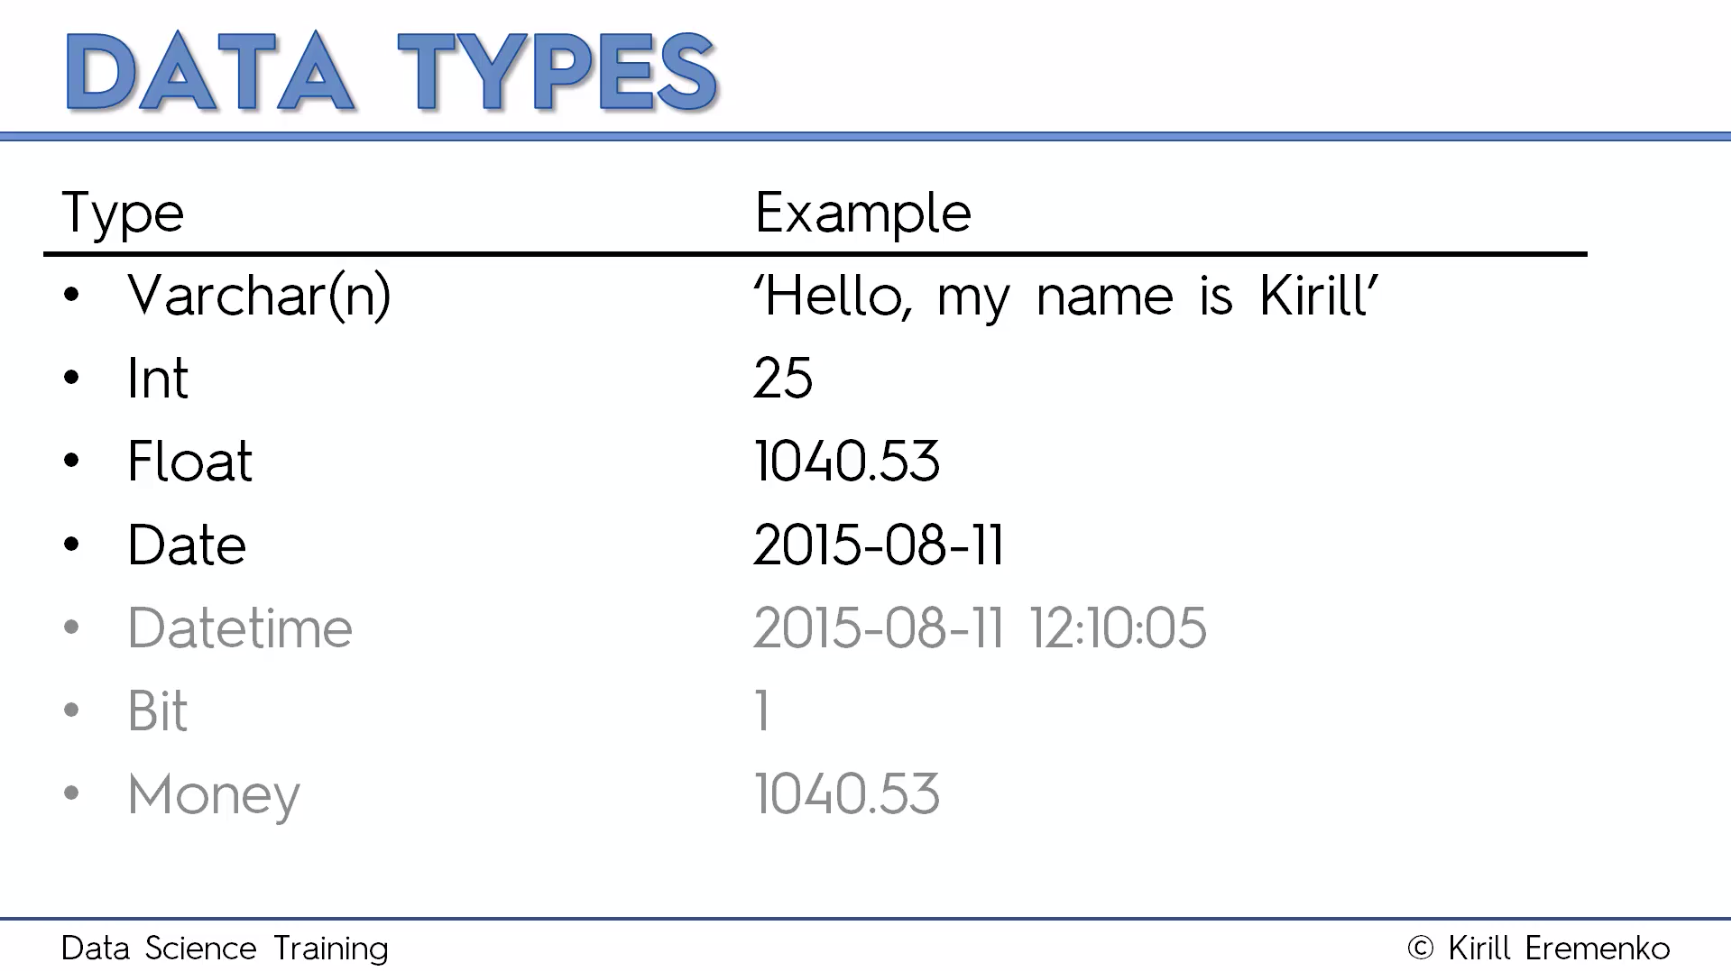 DATA TYPES
Type Example
• Varchar(n) ‘Hello, my name is Kirill’
• Int 25
• Float 1040.53
• Date 2015-08-11
• Datetime 2015-08-11 12:10:05
• Bit 1
• Money 1040.53
Data Science Training © Kirill Eremenko